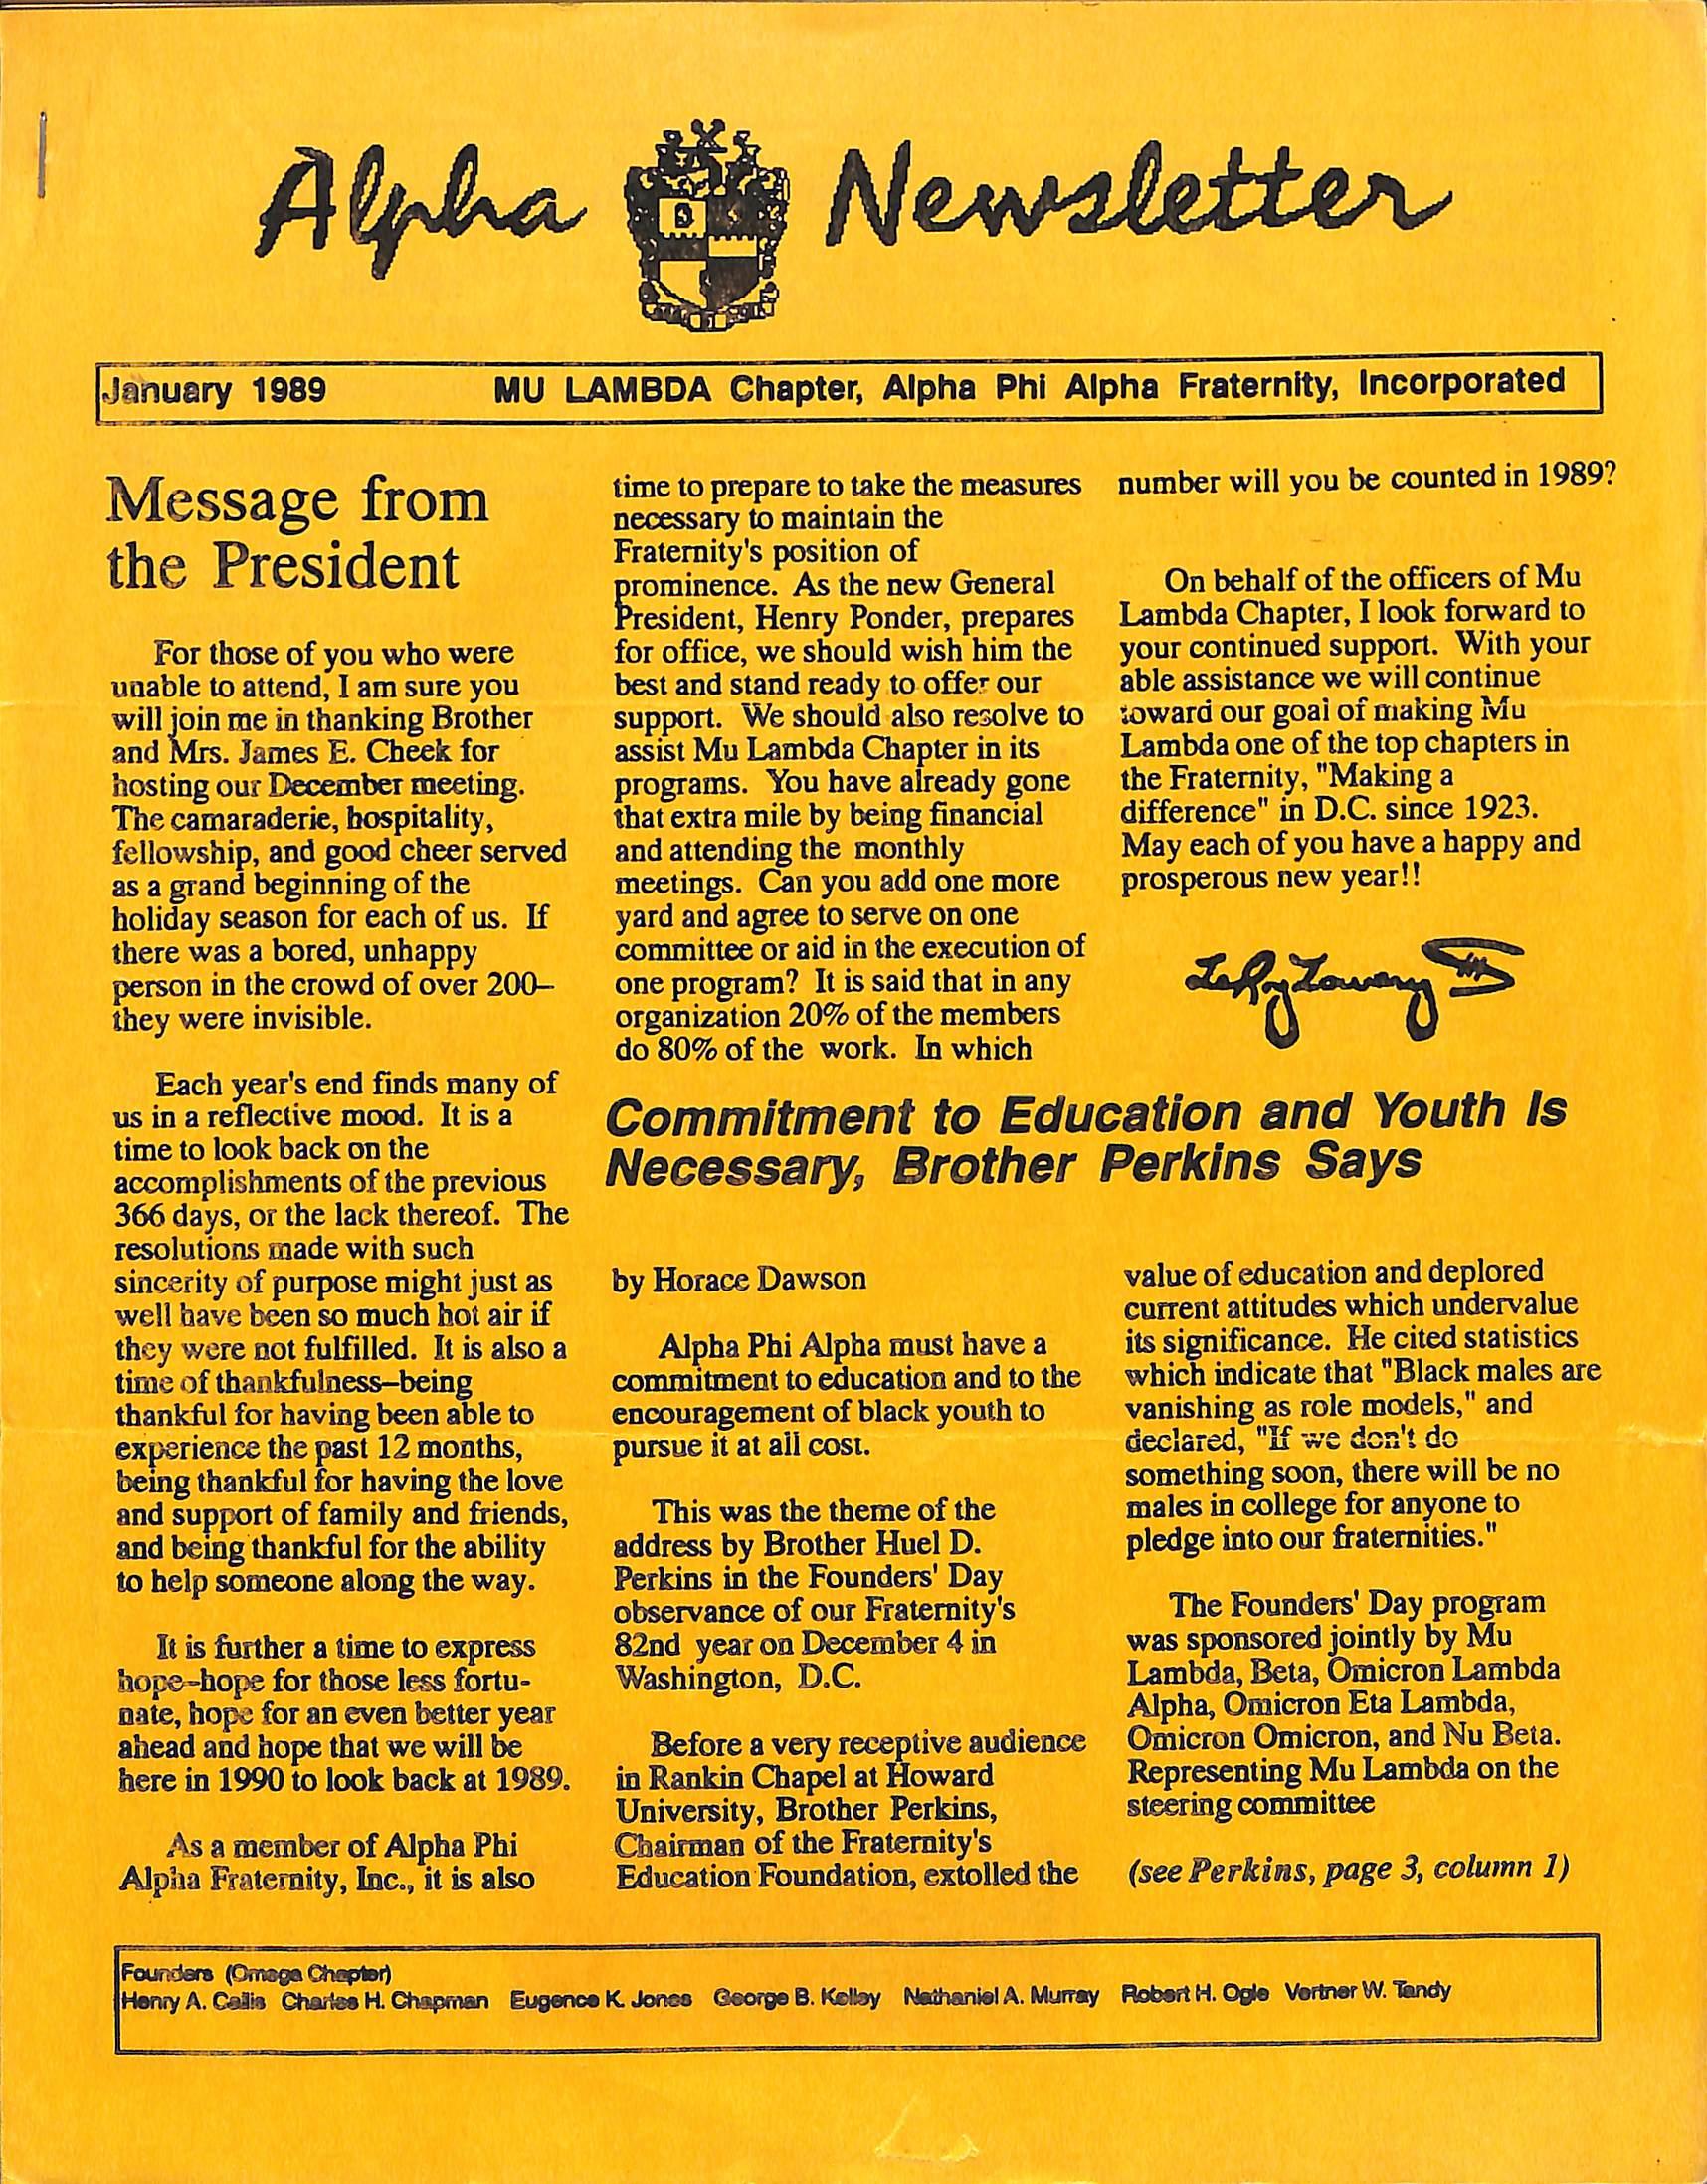 Alpha Newsletter
January 1989 MU LAMBDA Chapter, Alpha Phi Alpha Fraternity, Incorporated
Message from
the President
For those of you who were
unable to attend, I am sure you
will join me in thanking Brother
and Mrs. James E. Cheek for
hosting our December meeting.
The camaraderie, hospitality,
fellowship, and good cheer served
as a grand beginning of the
holiday season for each of us. If
there was a bored, unhappy
person in the crowd of over 200–
they were invisible.
Each year's end finds many of
us in a reflective mood. It is a
time to look back on the
accomplishments of the previous
366 days, or the lack thereof. The
resolutions made with such
sincerity of purpose might just as
well have been so much hot air if
they were not fulfilled. It is also a
time of thankfulness–being
thankful for having been able to
experience the past 12 months,
being thankful for having the love
and support of family and friends,
and being thankful for the ability
to help someone along the way.
It is further a time to express
hope–hope for those less fortu-
nate, hope for an even better year
ahead and hope that we will be
here in 1990 to look back at 1989.
As a member of Alpha Phi
Alpha Fraternity, Inc., it is also
time to prepare to take the measures
necessary to maintain the
Fraternity's position of
prominence. As the new General
President, Henry Ponder, prepares
for office, we should wish him the
best and stand ready to offer our
support. We should also resolve to
assist Mu Lambda Chapter in its
programs. You have already gone
that extra mile by being financial
and attending the monthly
meetings. Can you add one more
yard and agree to serve on one
committee or aid in the execution of
one program? It is said that in any
organization 20% of the members
do 80% of the work. In which
number will you be counted in 1989?
On behalf of the officers of Mu
Lambda Chapter, I look forward to
your continued support. With your
able assistance we will continue
toward our goal of making Mu
Lambda one of the top chapters in
the Fraternity, "Making a
difference" in D.C. since 1923.
May each of you have a happy and
prosperous new year!!
LeRoy Lowery III
Commitment to Education and Youth Is
Necessary, Brother Perkins Says
by Horace Dawson
Alpha Phi Alpha must have a
commitment to education and to the
encouragement of black youth to
pursue it at all cost.
This was the theme of the
address by Brother Huel D.
Perkins in the Founders' Day
observance of our Fraternity's
82nd year on December 4 in
Washington, D.C.
Before a very receptive audience
in Rankin Chapel at Howard
University, Brother Perkins,
Chairman of the Fraternity's
Education Foundation, extolled the
value of education and deplored
current attitudes which undervalue
its significance. He cited statistics
which indicate that "Black males are
vanishing as role models," and
declared, "If we don't do
something soon, there will be no
males in college for anyone to
pledge into our fraternities."
The Founders' Day program
was sponsored jointly by Mu
Lambda, Beta, Omicron Lambda
Alpha, Omicron Eta Lambda,
Omicron Omicron, and Nu Beta.
Representing Mu Lambda on the
steering committee
(see Perkins, page 3, column 1)
Founders (Omega Chapter)
Henry A. Callis Charles H. Chapman Eugence K. Jones George B. Kelley Nathaniel A. Murray Robert H. Ogle Vertner W. Tandy